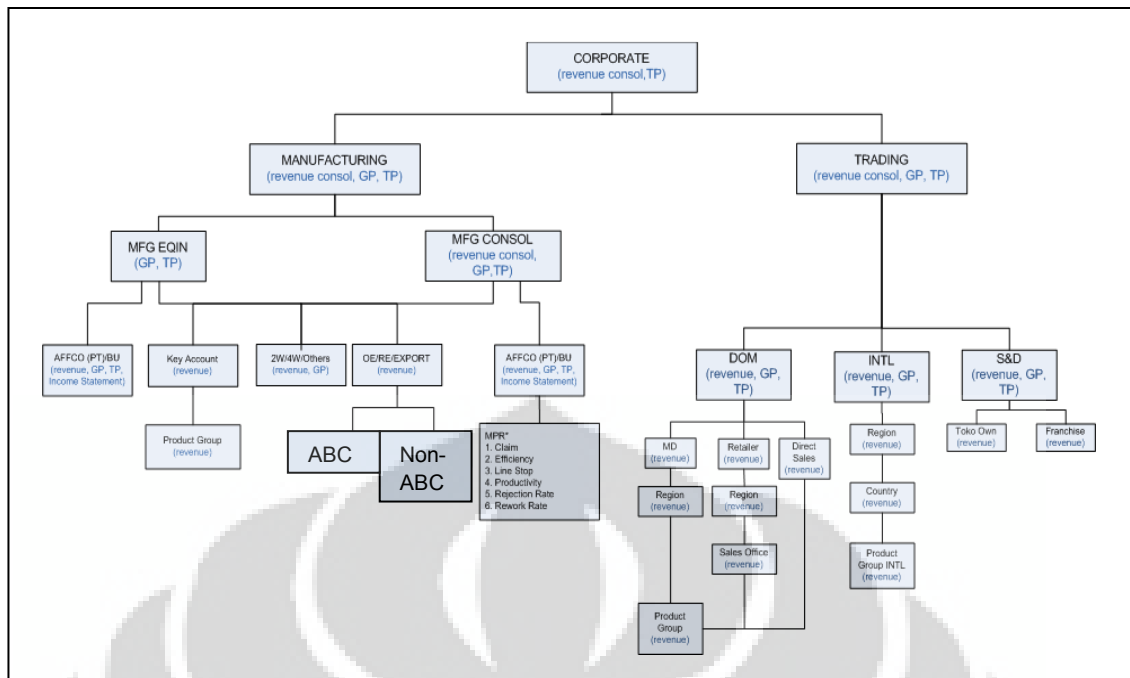 CORPORATE
(revenue consol,TP)
MANUFACTURING
(revenue consol, GP, TP)
TRADING
(revenue consol, GP, TP)
MFG EQIN
(GP, TP)
MFG CONSOL
(revenue consol,
GP,TP)
AFFCO (PT)/BU
(revenue, GP, TP,
Income Statement)
Key Account
(revenue)
2W/4W/Others
(revenue, GP)
OE/RE/EXPORT
(revenue)
AFFCO (PT)/BU
(revenue, GP, TP,
Income Statement)
DOM
(revenue, GP,
TP)
INTL
(revenue, GP,
TP)
S&D
(revenue, GP,
TP)
Product Group
(revenue)
ABC
Non-
ABC
MPR"
1. Claim
2. Efficiency
3. Line Stop
4. Productivity
5. Rejection Rate
6. Rework Rate
MD
(revenue)
Retailer
(revenue)
Direct
Sales
(revenue)
Region
(revenue)
Toko Own
(revenue)
Franchise
(revenue)
Region
(revenue)
Region
(revenue)
Country
(revenue)
Sales Office
(revenue)
Product
Group INTL
(revenue)
Product
Group
(revenue)